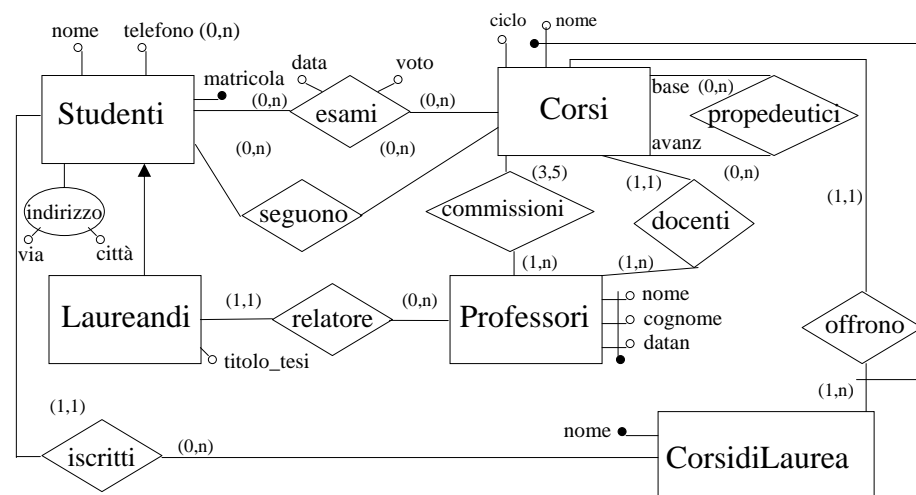 ciclo
nome
nome
telefono (0,n)
data
voto
matricola
(0,n)
(0,n)
base
(0,n)
Studenti
esami
Corsi
propedeutici
(0,n)
(0,n)
avanz
(0,n)
(3,5)
(1,1)
(1,1)
indirizzo
seguono
commissioni
docenti
via
città
(1,n)
(1,n)
(1,1)
(0,n)
nome
Laureandi
relatore
Professori
cognome
offrono
datan
titolo_tesi
(1,n)
(1,1)
nome
(0,n)
iscritti
CorsidiLaurea